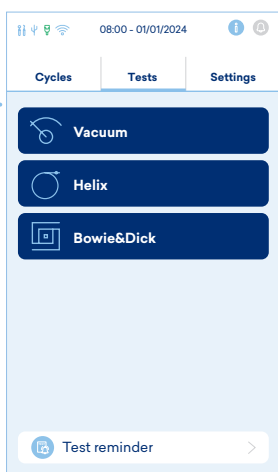 08:00 - 01/01/2024
Cycles Tests Settings
Vacuum
Helix
Bowie&Dick
Test reminder